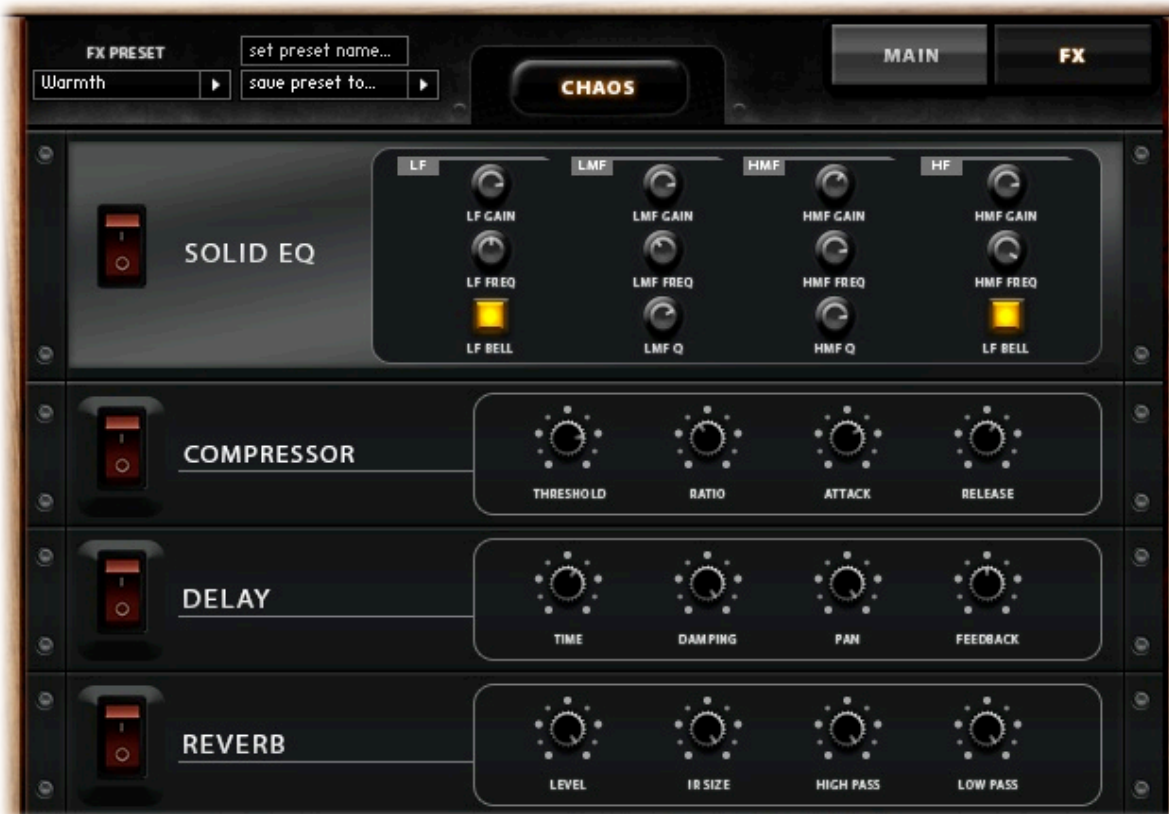 FX PRESET
set preset name...
Warmth
save preset to...
CHAOS
MAIN
FX
SOLID EQ
LF
LMF
HMF
HF
LF GAIN
LMF GAIN
HMF GAIN
HMF GAIN
LF FREQ
LMF FREQ
HMF FREQ
HMF FREQ
LF BELL
LMF Q
HMF Q
LF BELL
COMPRESSOR
THRESHOLD
RATIO
ATTACK
RELEASE
DELAY
TIME
DAMPING
PAN
FEEDBACK
REVERB
LEVEL
IR SIZE
HIGH PASS
LOW PASS